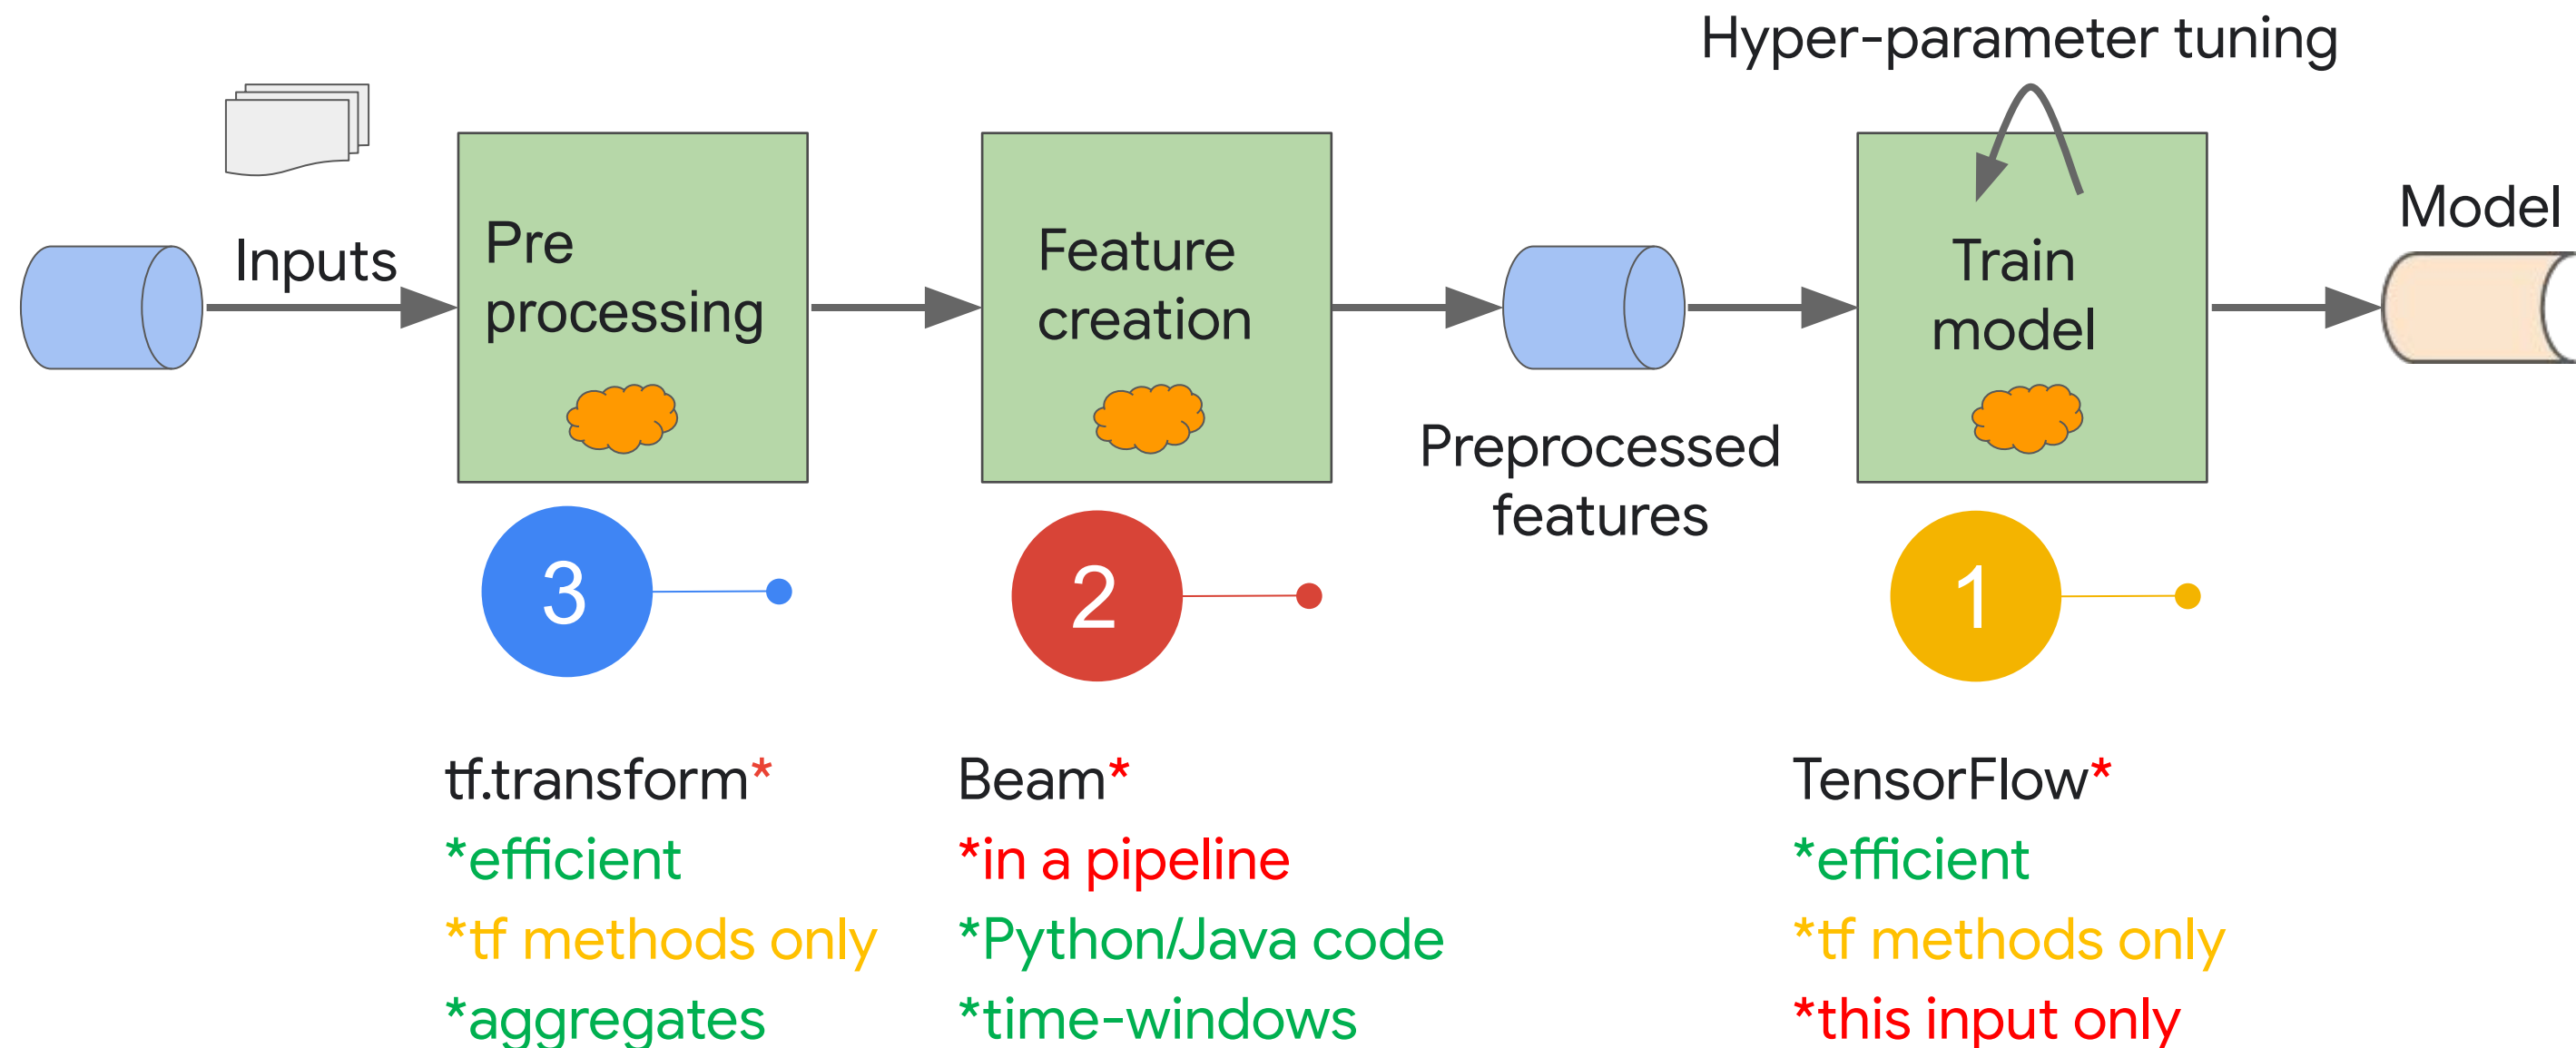 Hyper-parameter tuning
Inputs
Pre
processing
Feature
creation
Preprocessed
features
Train
model
Model
3
2
1
tf.transform*
*efficient
*tf methods only
*aggregates
Beam*
*in a pipeline
*Python/Java code
*time-windows
TensorFlow*
*efficient
*tf methods only
*this input only